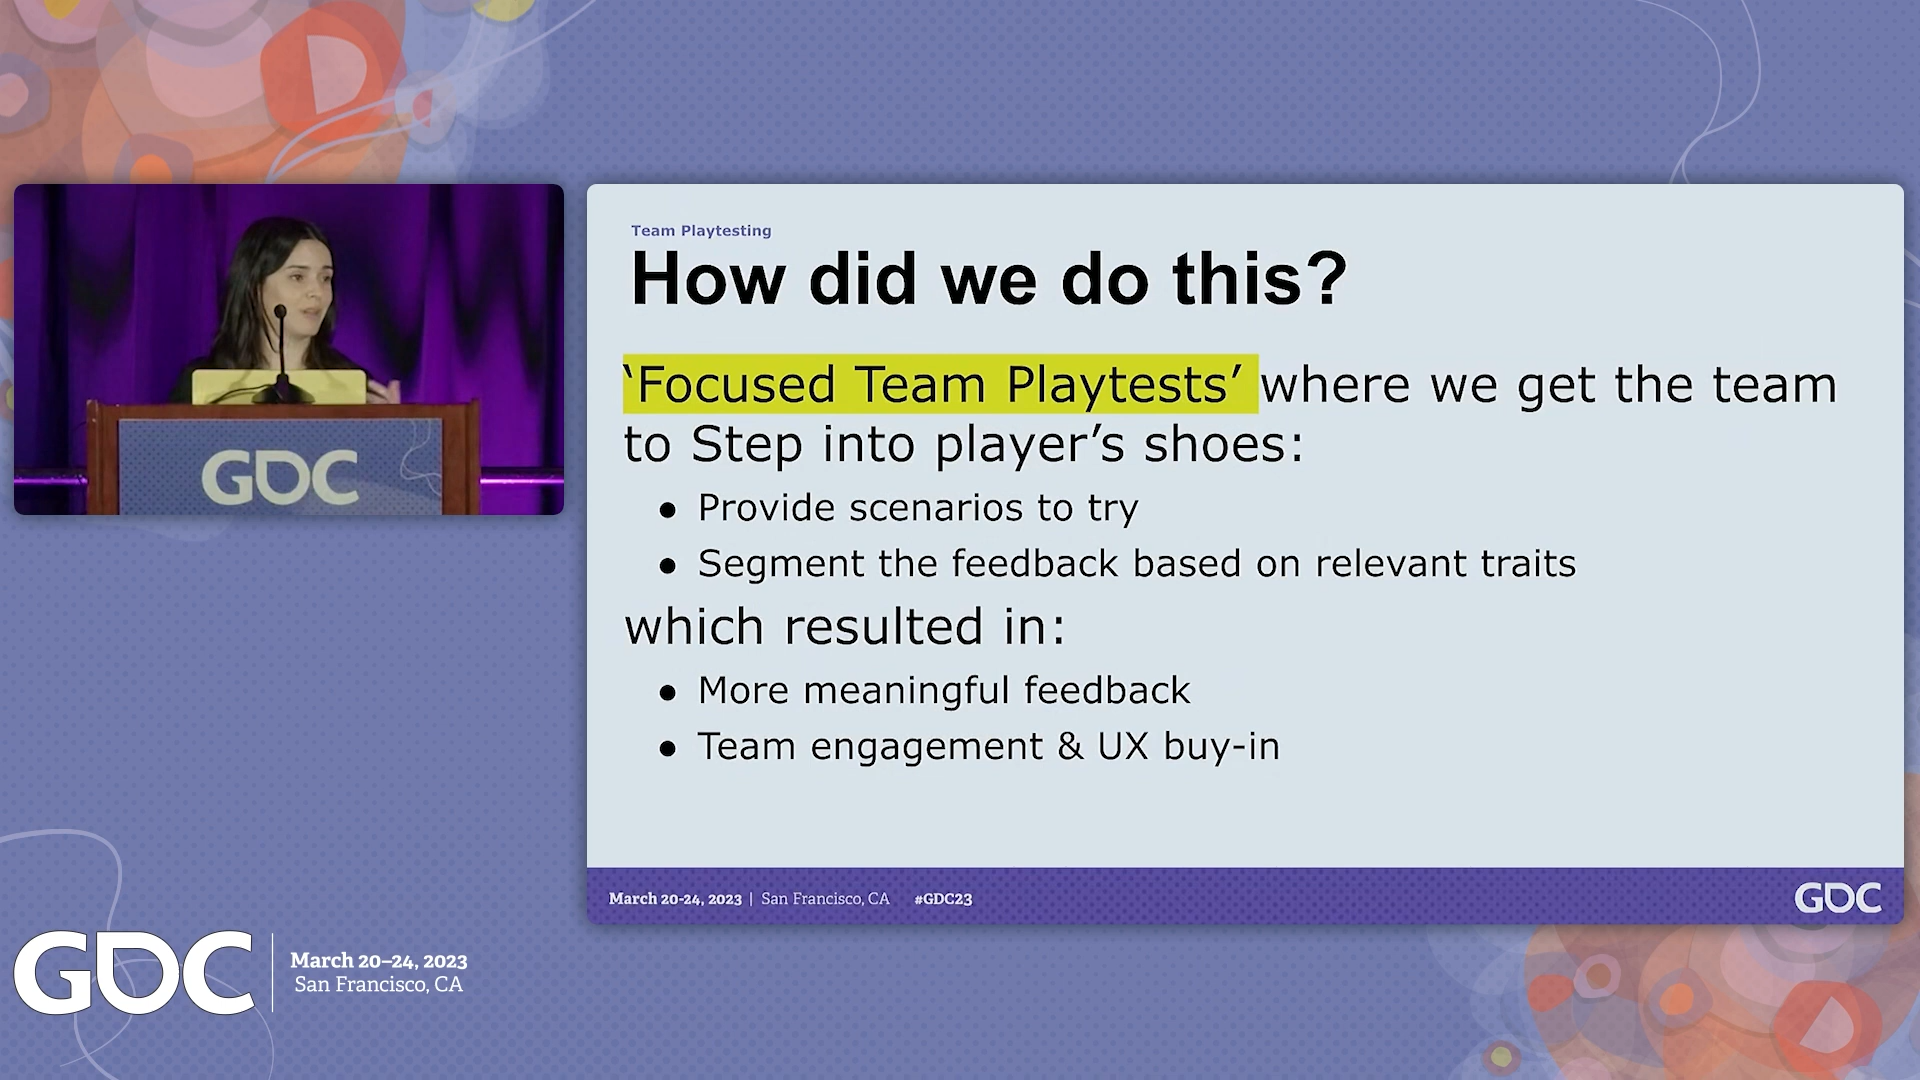 GDC
Team Playtesting
How did we do this?
‘Focused Team Playtests’ where we get the team
to Step into player’s shoes:
● Provide scenarios to try
● Segment the feedback based on relevant traits
which resulted in:
● More meaningful feedback
● Team engagement & UX buy-in
March 20-24, 2023 | San Francisco, CA #GDC23
GDC
GDC
March 20–24, 2023
San Francisco, CA